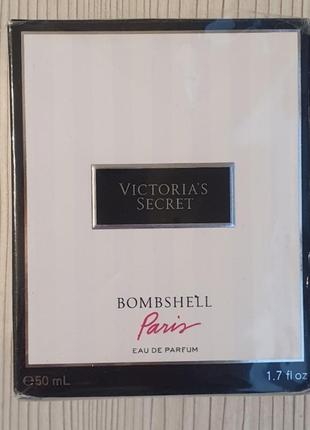 VICTORIA'S
SECRET
BOMBSHELL
Paris
EAU DE PARFUM
℮50 mL 1.7 fl oz